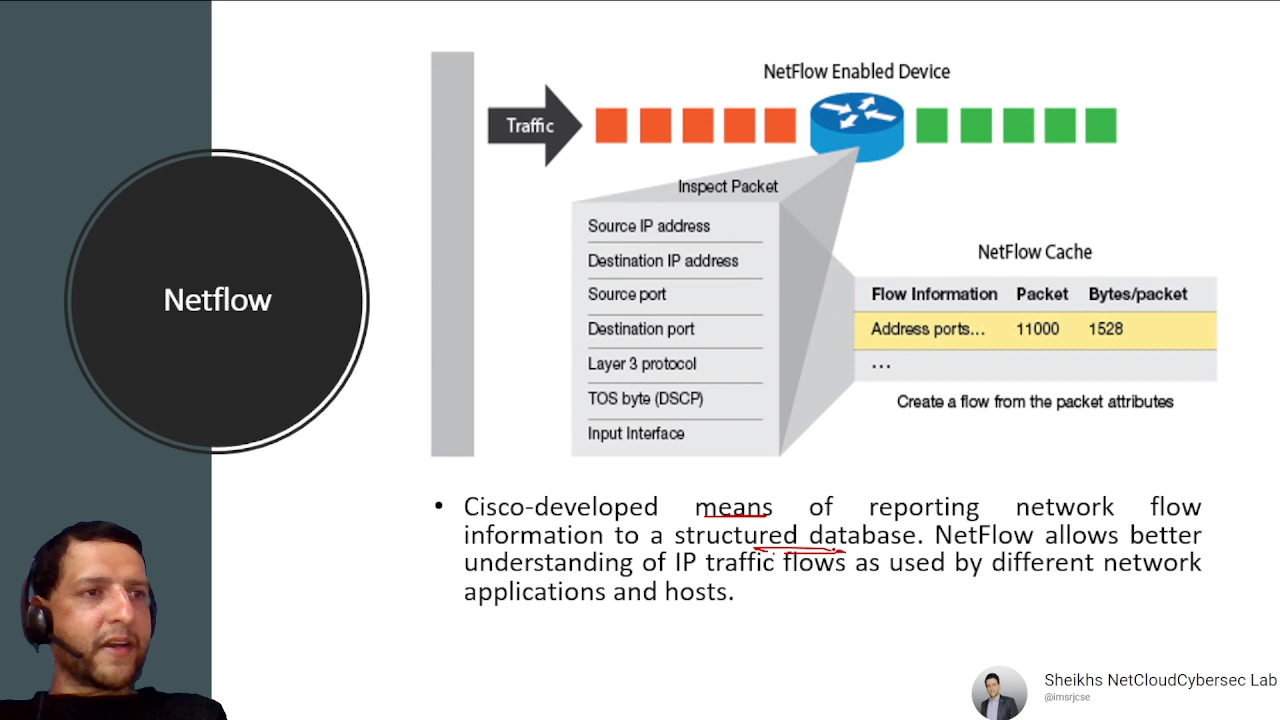 Netflow
NetFlow Enabled Device
Traffic
Inspect Packet
Source IP address
Destination IP address
Source port
Destination port
Layer 3 protocol
TOS byte (DSCP)
Input Interface
NetFlow Cache
Flow Information Packet Bytes/packet
Address ports... 11000 1528
...
Create a flow from the packet attributes
• Cisco-developed means of reporting network flow
information to a structured database. NetFlow allows better
understanding of IP traffic flows as used by different network
applications and hosts.
Sheikhs NetCloudCybersec Lab
@imsrjcse